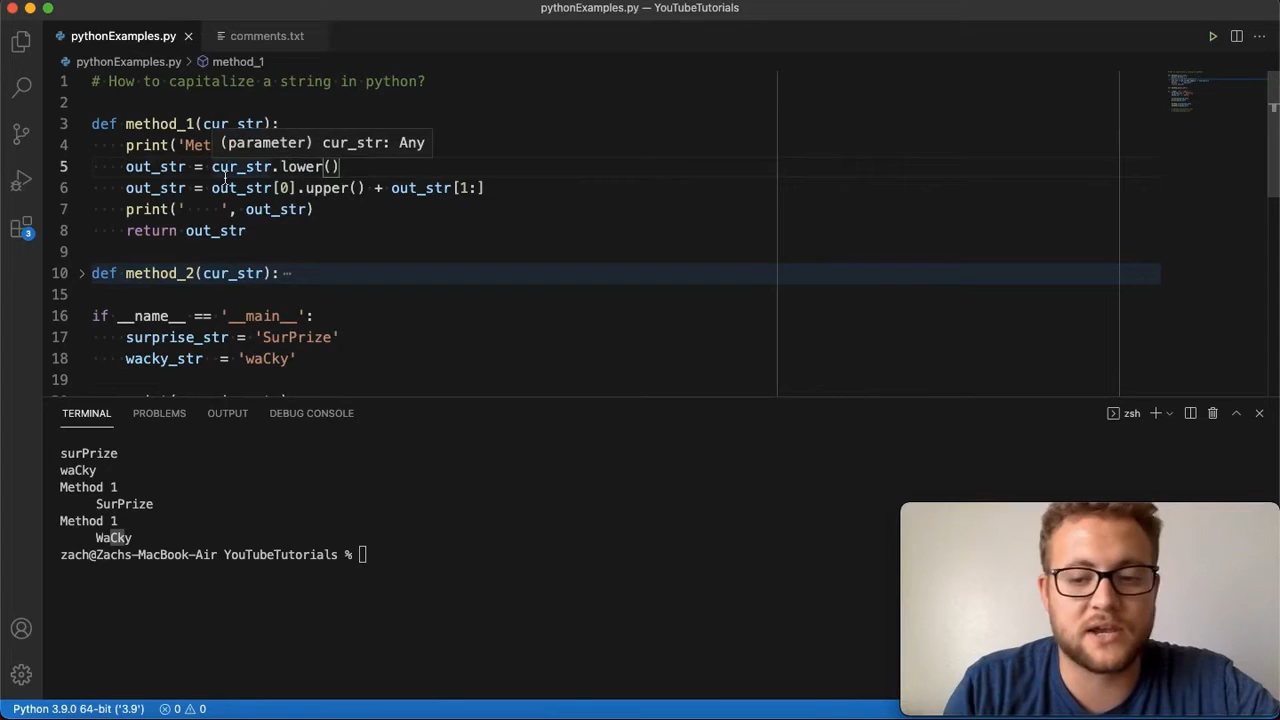 pythonExamples.py — YouTubeTutorials
pythonExamples.py × comments.txt
pythonExamples.py > method_1
1 # How to capitalize a string in python?
2
3 def method_1(cur_str):
(parameter) cur_str: Any
4 print('Met
5 out_str = cur_str.lower()
6 out_str = out_str[0].upper() + out_str[1:]
7 print('    ', out_str)
8 return out_str
9
10 > def method_2(cur_str): ⋯
15
16 if __name__ == '__main__':
17 surprise_str = 'SurPrize'
18 wacky_str  = 'waCky'
19
TERMINAL PROBLEMS OUTPUT DEBUG CONSOLE zsh
surPrize
waCky
Method 1
SurPrize
Method 1
WaCky
zach@Zachs-MacBook-Air YouTubeTutorials %
3
Python 3.9.0 64-bit ('3.9') 0 0